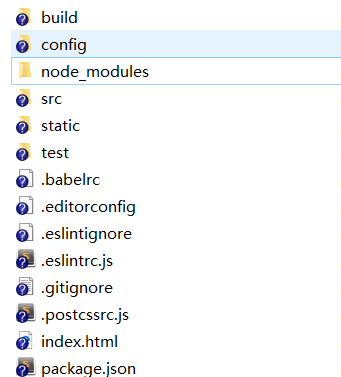 build
config
node_modules
src
static
test
.babelrc
.editorconfig
.eslintignore
.eslintrc.js
.gitignore
.postcssrc.js
index.html
package.json